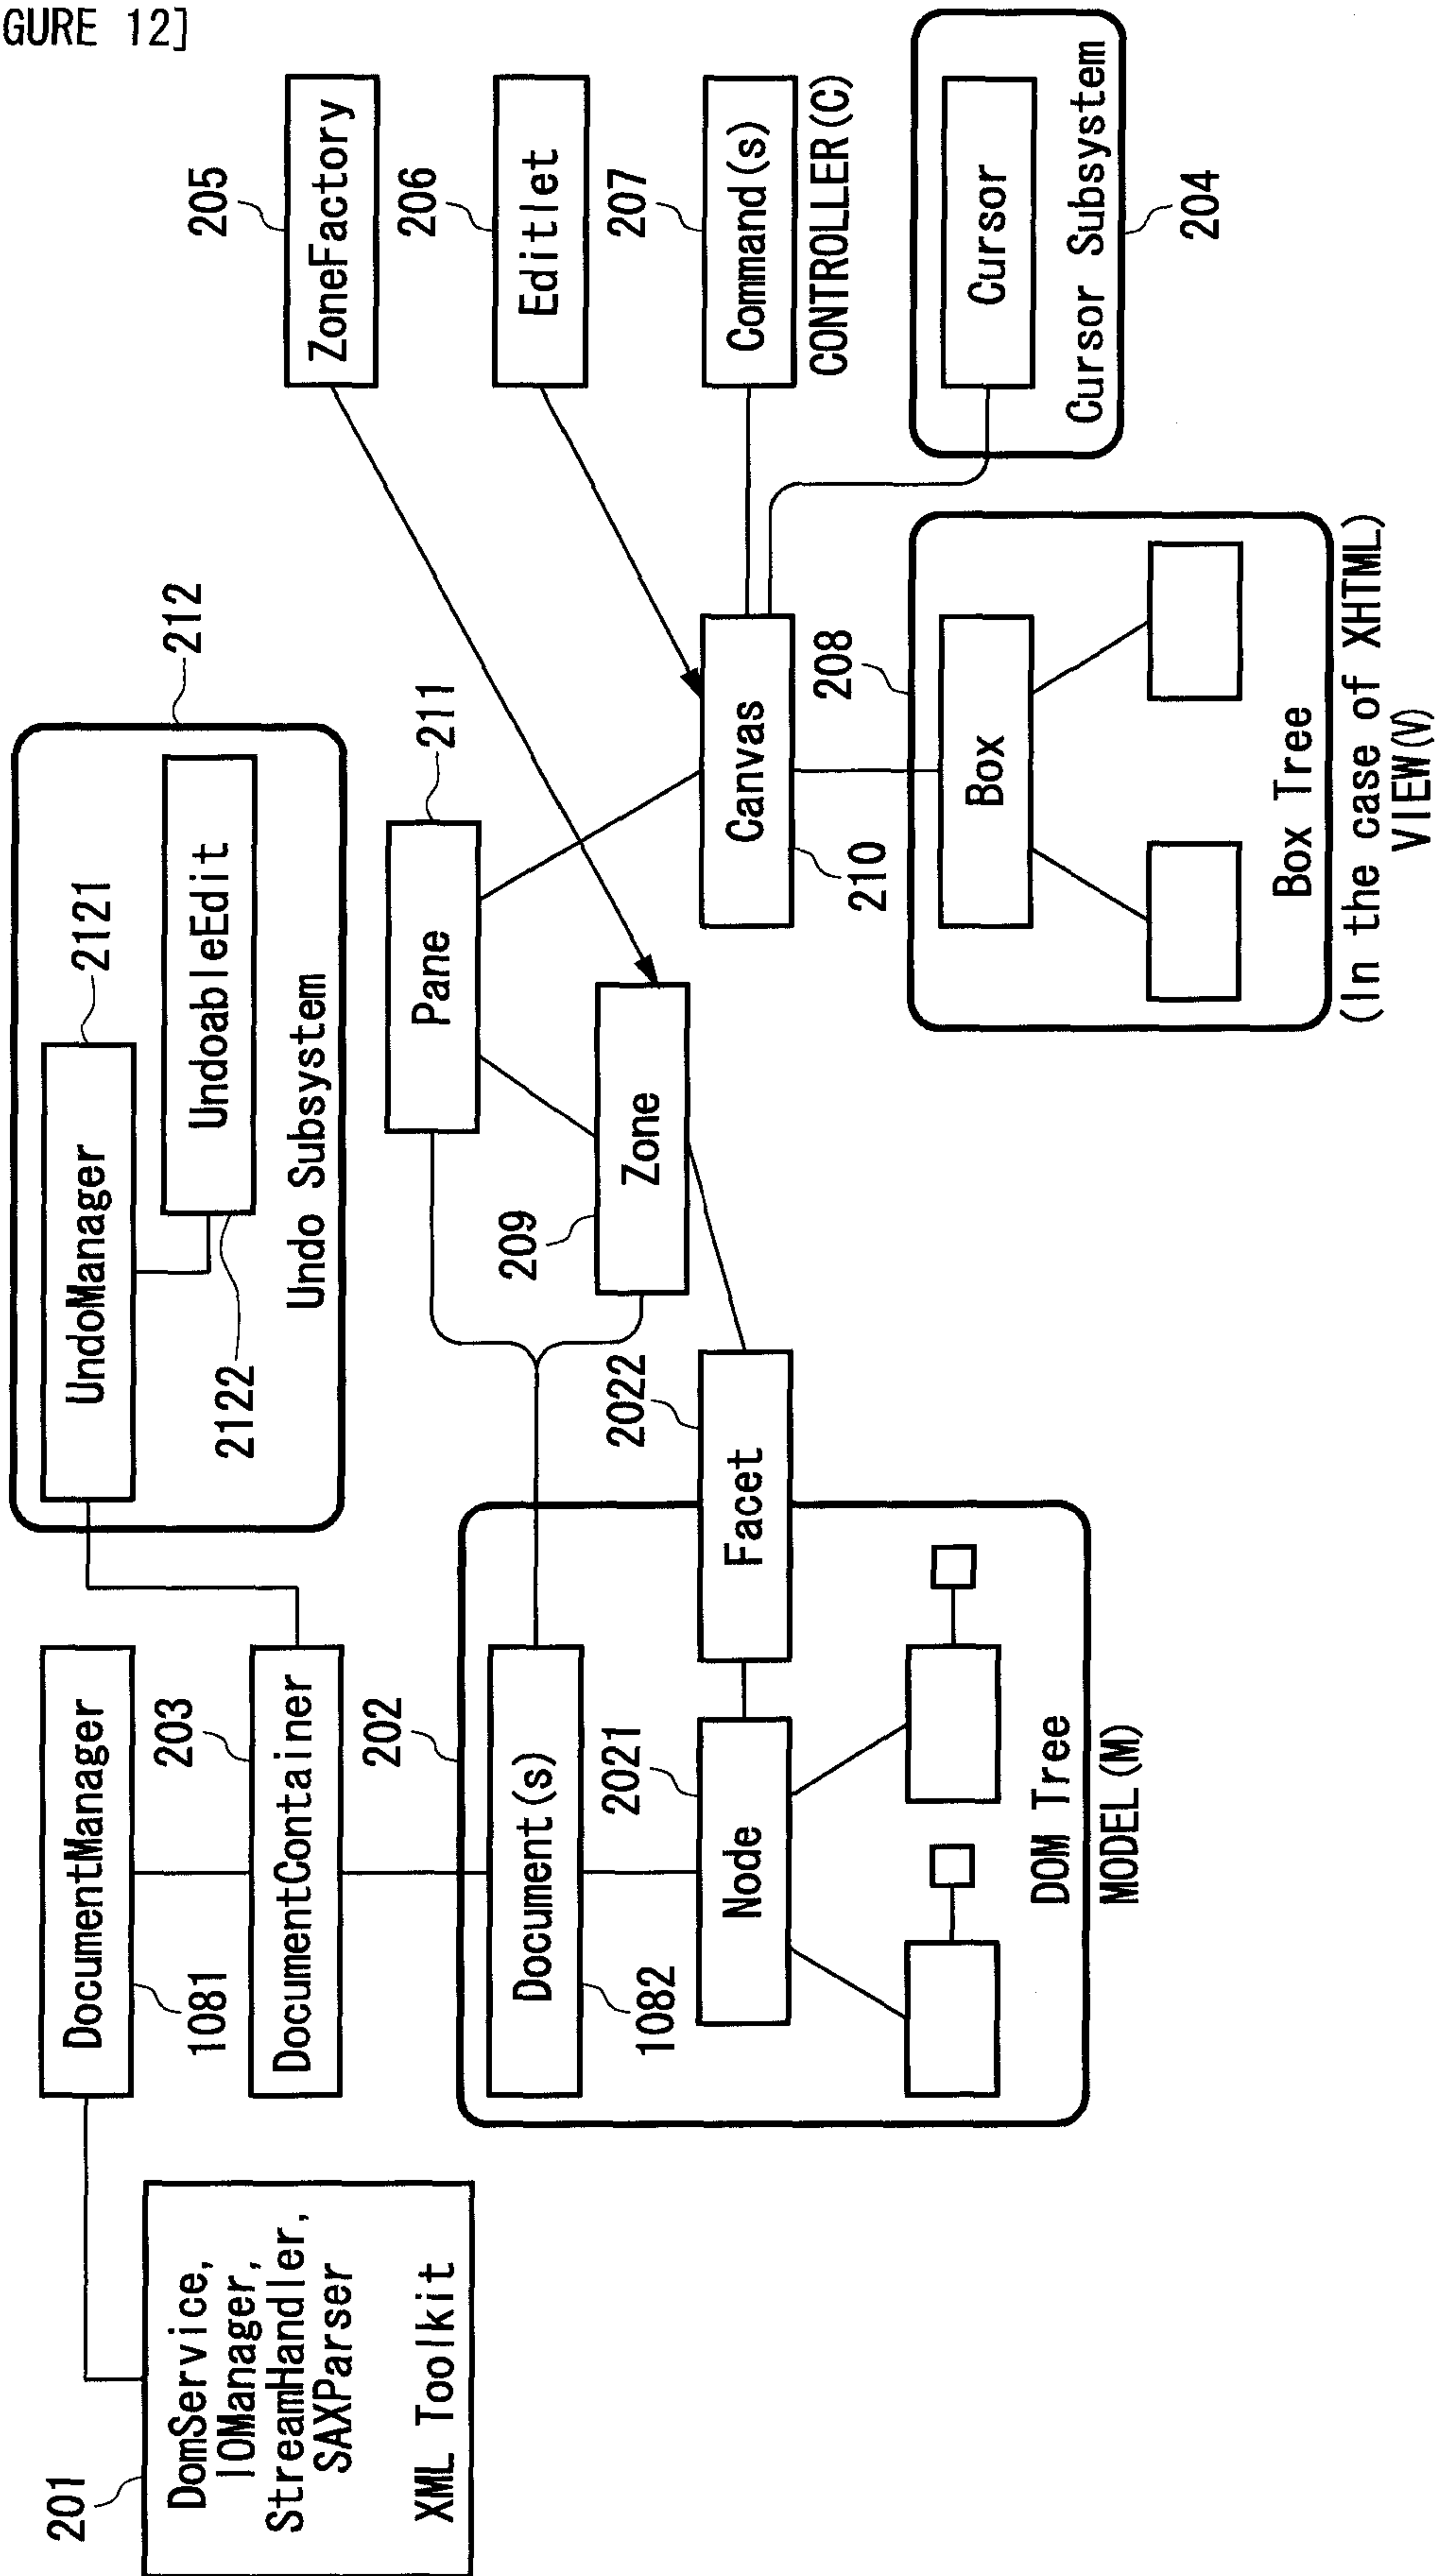 GURE 12]
201
DomService,
IOManager,
StreamHandler,
SAXParser
XML Toolkit
DocumentManager
1081
203
DocumentContainer
202
Document(s)
1082
2021
Node
2022
Facet
DOM Tree
MODEL(M)
UndoManager
2121
UndoableEdit
2122
Undo Subsystem
212
Pane
211
209
Zone
Canvas
210
208
Box
Box Tree
(In the case of XHTML)
VIEW(V)
205
ZoneFactory
206
Editlet
207
Command(s)
CONTROLLER(C)
Cursor
Cursor Subsystem
204